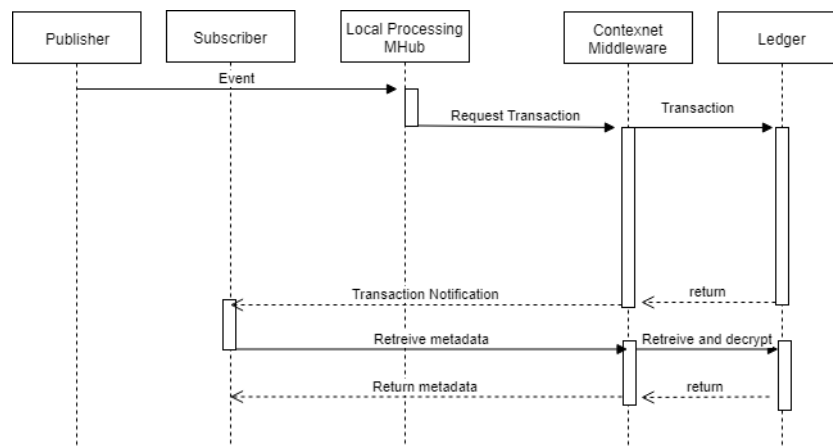 Publisher
Subscriber
Local Processing
MHub
Contexnet
Middleware
Ledger
Event
Request Transaction
Transaction
Transaction Notification
return
Retreive metadata
Retreive and decrypt
Return metadata
return